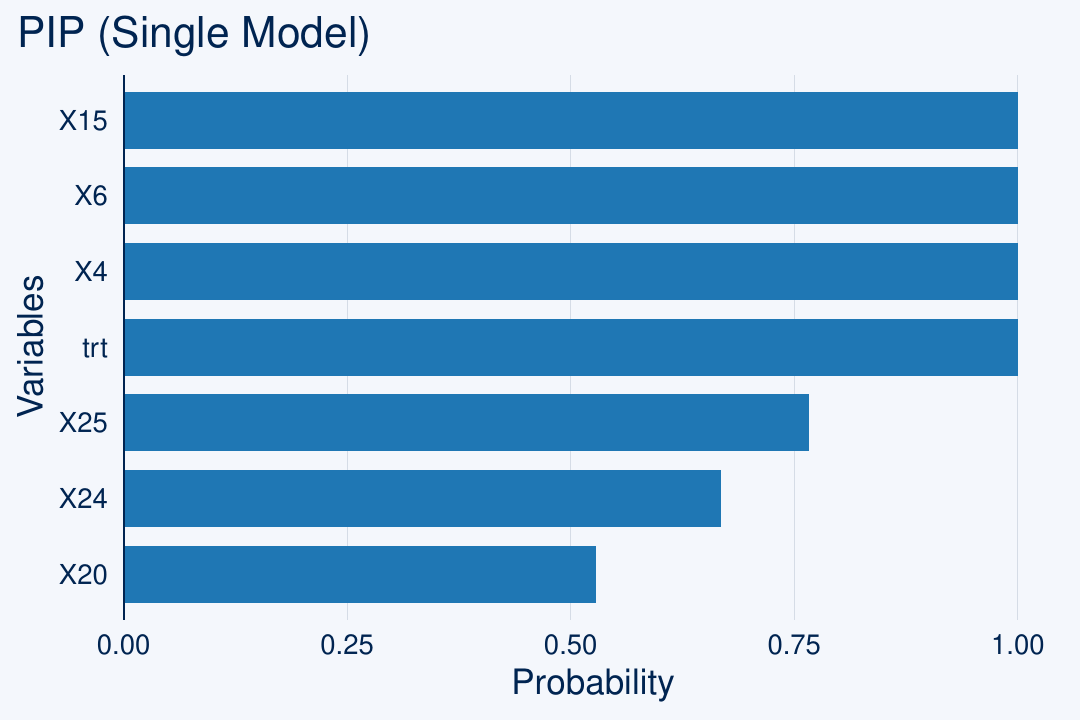 PIP (Single Model)
Variables
X15
X6
X4
trt
X25
X24
X20
0.00 0.25 0.50 0.75 1.00
Probability